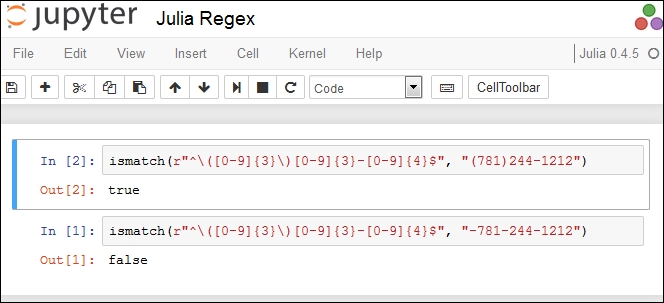 jupyter Julia Regex
File Edit View Insert Cell Kernel Help Julia 0.4.5
Code CellToolbar
In [2]: ismatch(r"^\([0-9]{3}\)[0-9]{3}-[0-9]{4}$", "(781)244-1212")
Out[2]: true
In [1]: ismatch(r"^\([0-9]{3}\)[0-9]{3}-[0-9]{4}$", "-781-244-1212")
Out[1]: false